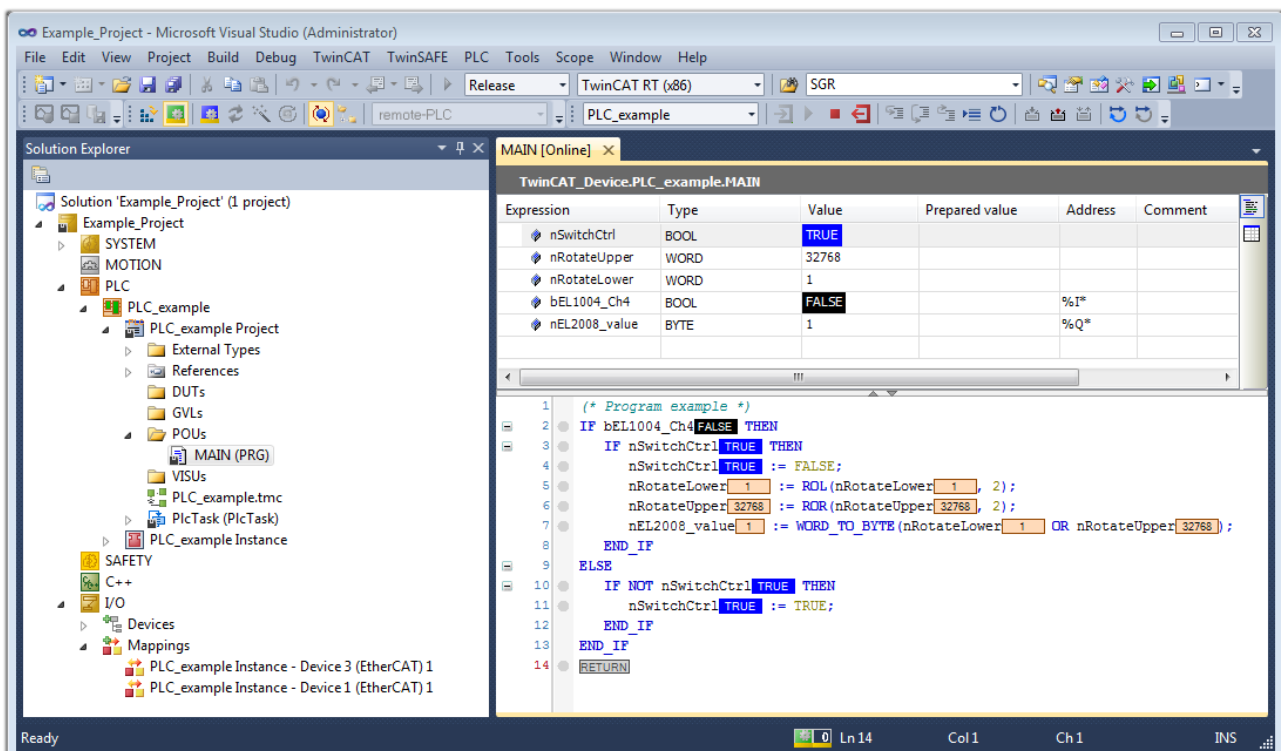 Example_Project - Microsoft Visual Studio (Administrator)
File Edit View Project Build Debug TwinCAT TwinSAFE PLC Tools Scope Window Help
Release TwinCAT RT (x86) SGR
remote-PLC PLC_example
Solution Explorer
Solution 'Example_Project' (1 project)
Example_Project
SYSTEM
MOTION
PLC
PLC_example
PLC_example Project
External Types
References
DUTs
GVLs
POUs
MAIN (PRG)
VISUs
PLC_example.tmc
PlcTask (PlcTask)
PLC_example Instance
SAFETY
C++
I/O
Devices
Mappings
PLC_example Instance - Device 3 (EtherCAT) 1
PLC_example Instance - Device 1 (EtherCAT) 1
MAIN [Online]
TwinCAT_Device.PLC_example.MAIN
Expression Type Value Prepared value Address Comment
nSwitchCtrl BOOL TRUE
nRotateUpper WORD 32768
nRotateLower WORD 1
bEL1004_Ch4 BOOL FALSE %I*
nEL2008_value BYTE 1 %Q*
1 (* Program example *)
2 IF bEL1004_Ch4 FALSE THEN
3 IF nSwitchCtrl TRUE THEN
4 nSwitchCtrl TRUE := FALSE;
5 nRotateLower 1 := ROL(nRotateLower 1 , 2);
6 nRotateUpper 32768 := ROR(nRotateUpper 32768 , 2);
7 nEL2008_value 1 := WORD_TO_BYTE(nRotateLower 1 OR nRotateUpper 32768 );
8 END_IF
9 ELSE
10 IF NOT nSwitchCtrl TRUE THEN
11 nSwitchCtrl TRUE := TRUE;
12 END_IF
13 END_IF
14 RETURN
Ready 0 Ln 14 Col 1 Ch 1 INS